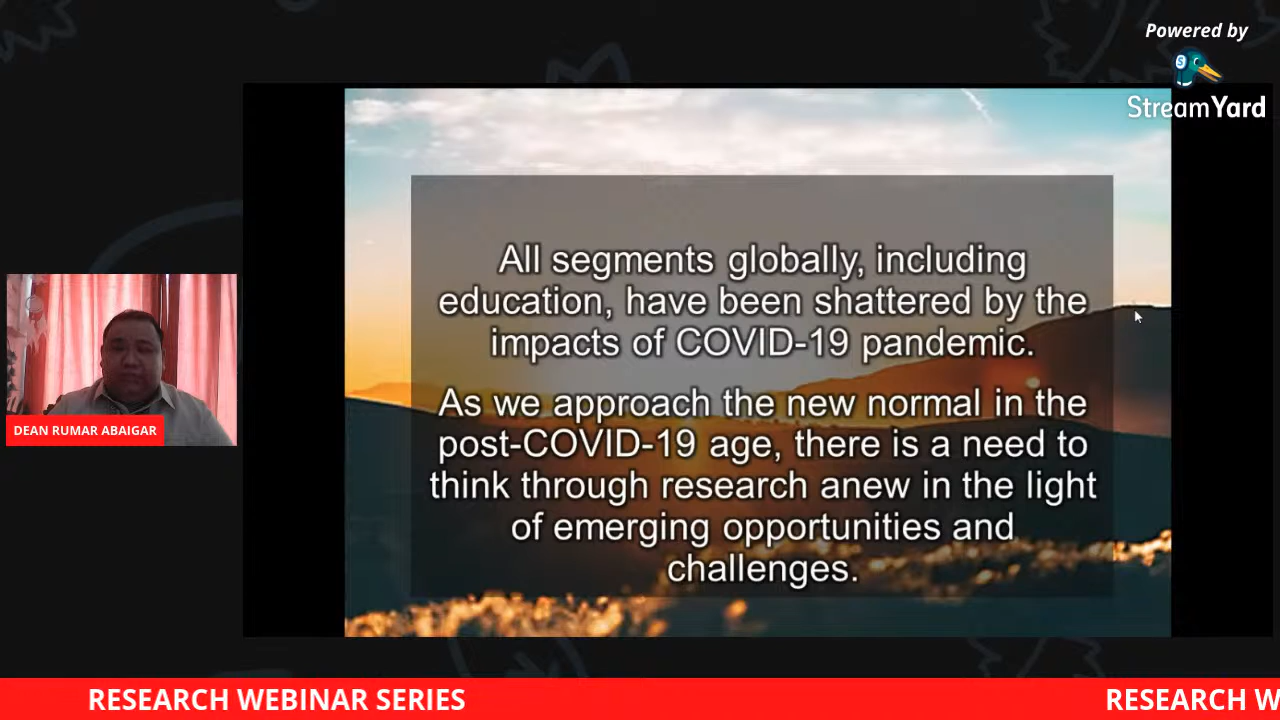 Powered by
StreamYard
All segments globally, including
education, have been shattered by the
impacts of COVID-19 pandemic.
As we approach the new normal in the
post-COVID-19 age, there is a need to
think through research anew in the light
of emerging opportunities and
challenges.
DEAN RUMAR ABAIGAR
RESEARCH WEBINAR SERIES
RESEARCH W